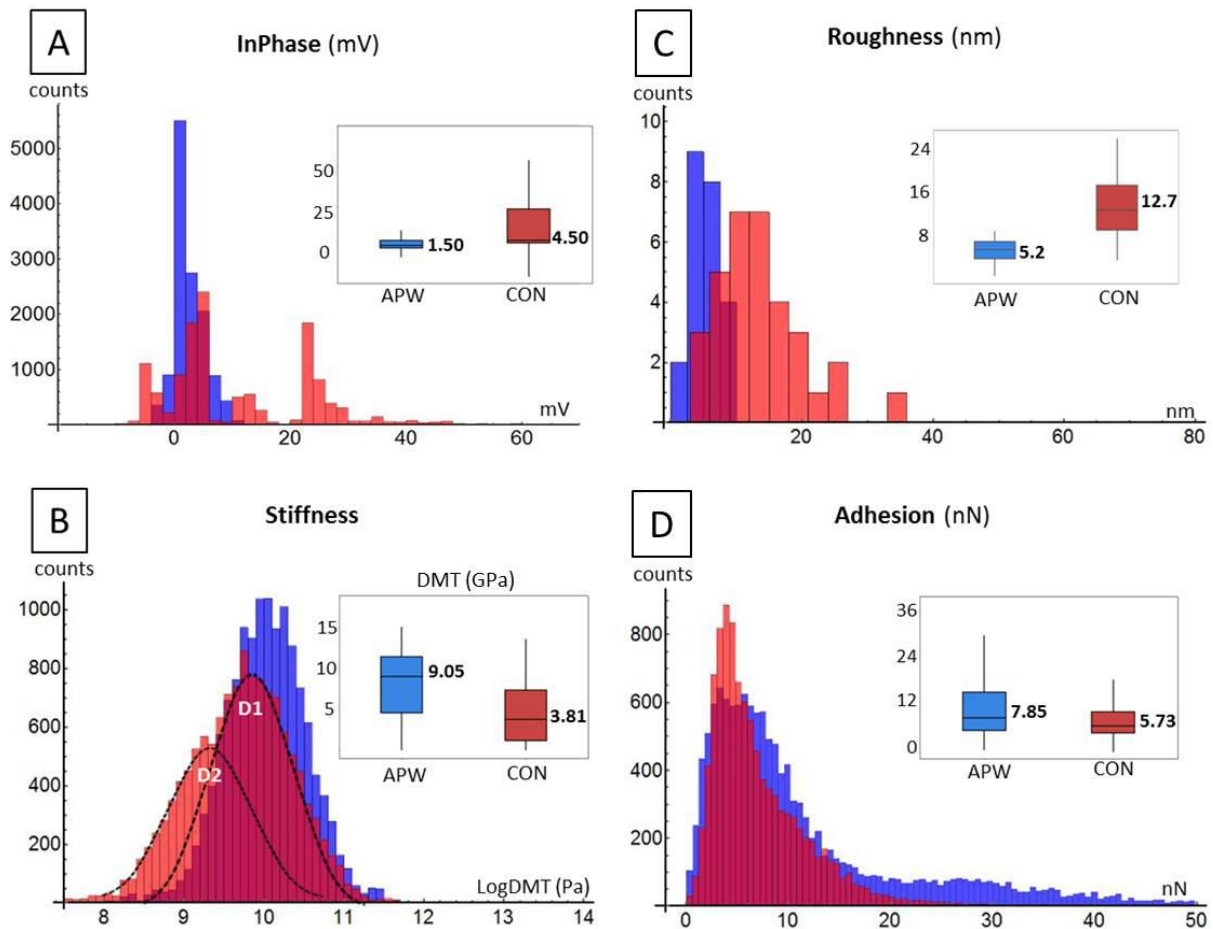 A
InPhase (mV)
counts
5000
4000
3000
2000
1000
0
20
40
60
mV
50
25
0
1.50
4.50
APW
CON
C
Roughness (nm)
counts
10
8
6
4
2
20
40
60
80
nm
24
16
8
5.2
12.7
APW
CON
B
Stiffness
counts
1000
800
600
400
200
8
9
10
11
12
13
14
LogDMT (Pa)
D1
D2
DMT (GPa)
15
10
5
9.05
3.81
APW
CON
D
Adhesion (nN)
counts
800
600
400
200
0
10
20
30
40
50
nN
36
24
12
0
7.85
5.73
APW
CON